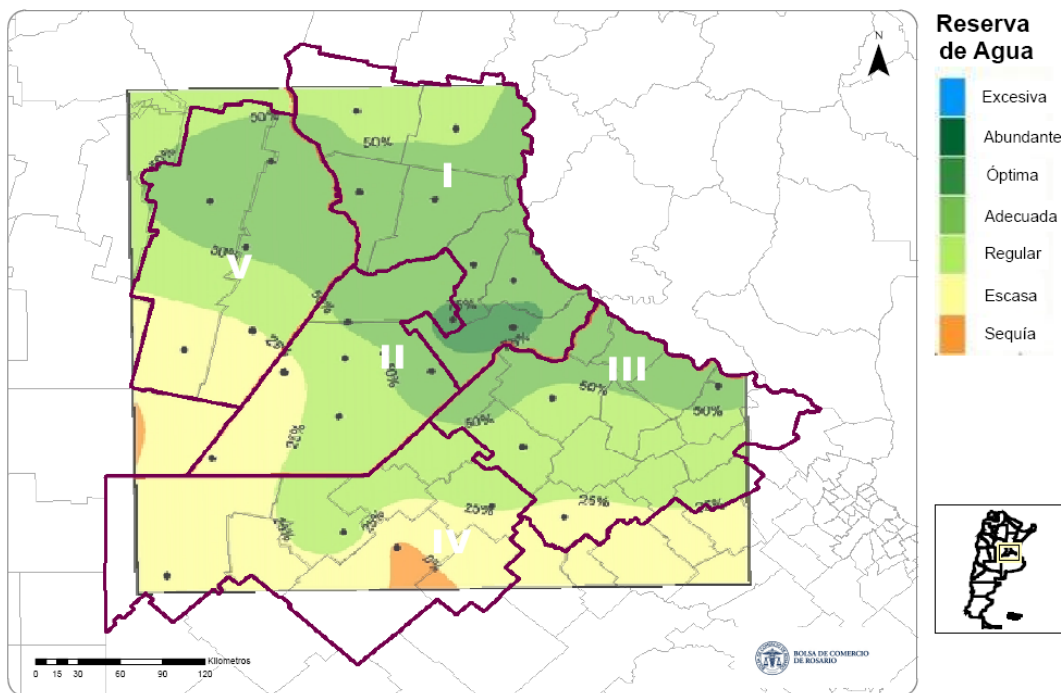 Reserva
de Agua
Excesiva
Abundante
Óptima
Adecuada
Regular
Escasa
Sequía
N
50%
50%
I
50%
V
25%
II
III
50%
50%
50%
25%
25%
25%
25%
IV
0 15 30 60 90 120 Kilometros
BOLSA DE COMERCIO
DE ROSARIO